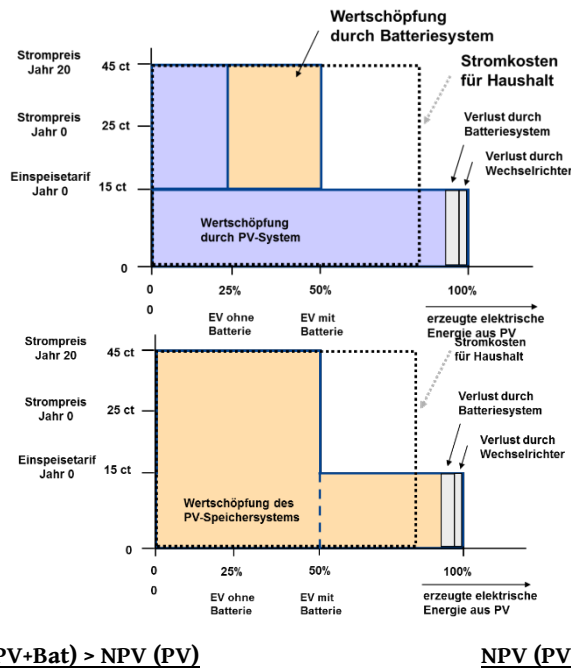 Wertschöpfung
durch Batteriesystem
Strompreis
Jahr 20
45 ct
Stromkosten
für Haushalt
Strompreis
Jahr 0
25 ct
Verlust durch
Batteriesystem
Verlust durch
Wechselrichter
Einspeisetarif
Jahr 0
15 ct
Wertschöpfung
durch PV-System
0
0
25%
50%
100%
0
EV ohne
Batterie
EV mit
Batterie
erzeugte elektrische
Energie aus PV
Stromkosten
für Haushalt
Strompreis
Jahr 20
45 ct
Strompreis
Jahr 0
25 ct
Verlust durch
Batteriesystem
Verlust durch
Wechselrichter
Einspeisetarif
Jahr 0
15 ct
Wertschöpfung des
PV-Speichersystems
0
0
25%
50%
100%
0
EV ohne
Batterie
EV mit
Batterie
erzeugte elektrische
Energie aus PV
PV+Bat) > NPV (PV)
NPV (PV